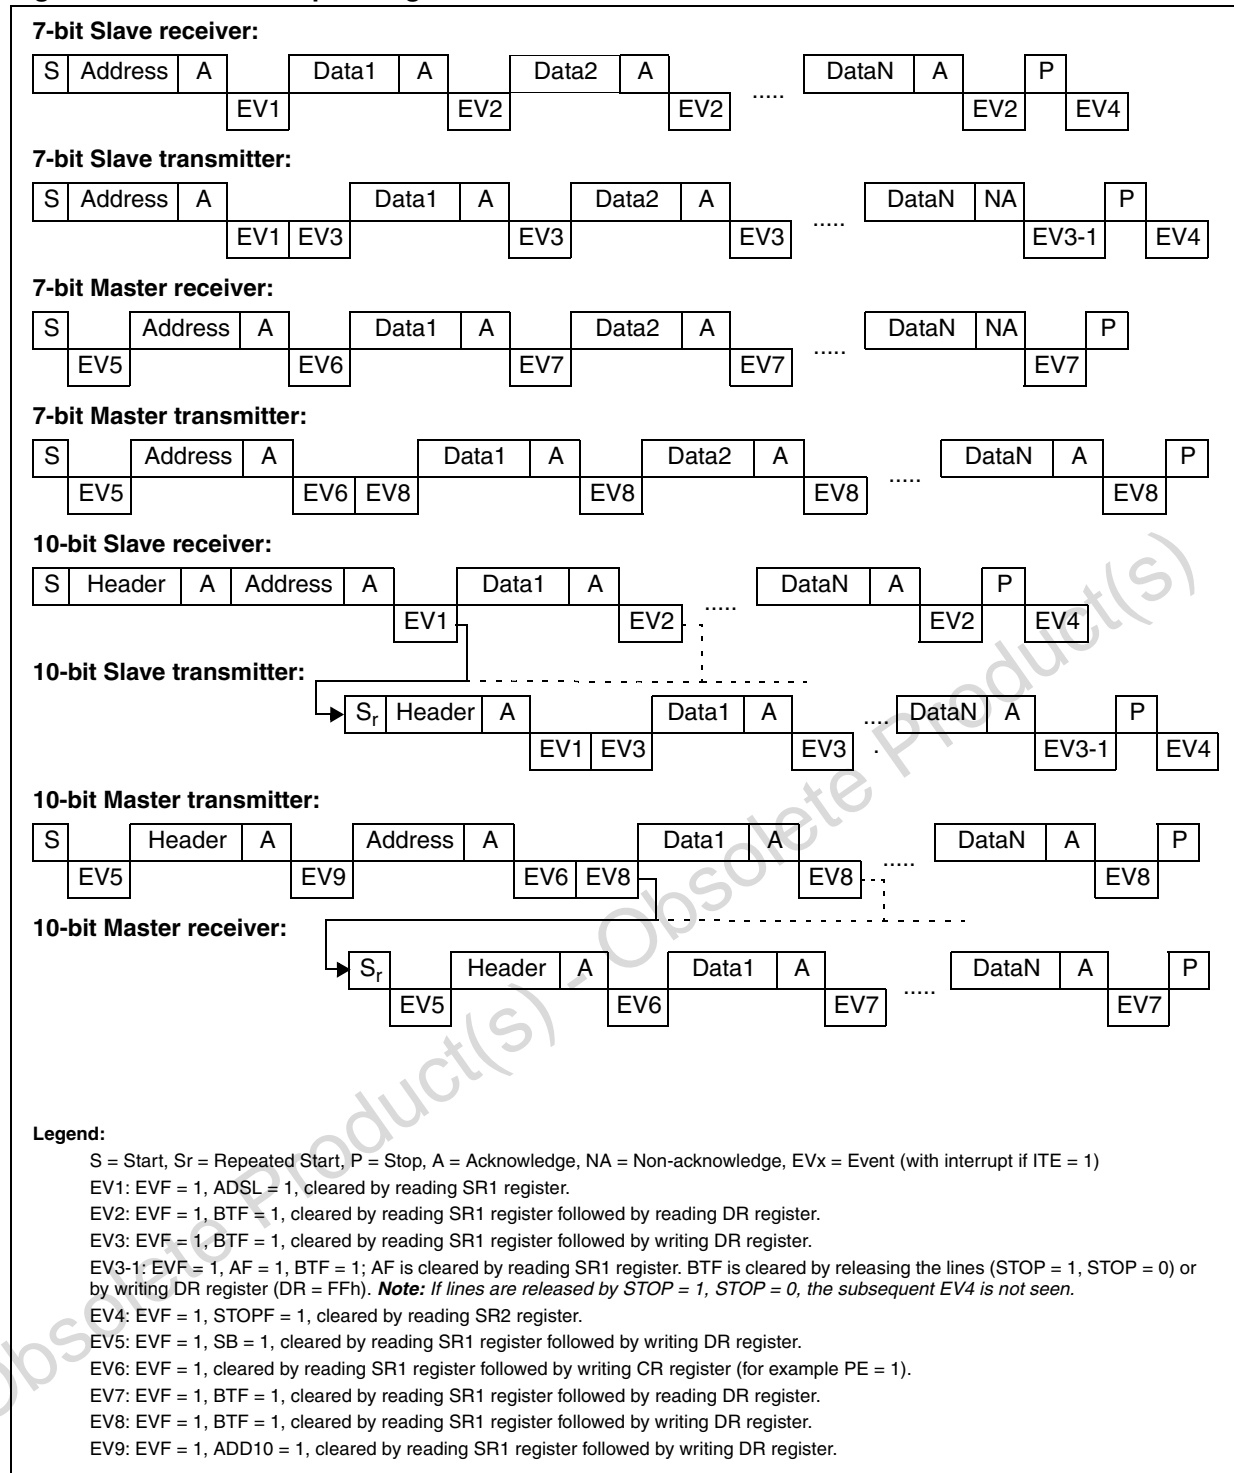 7-bit Slave receiver:
S Address A Data1 A Data2 A ..... DataN A P
EV1 EV2 EV2 EV2 EV4
7-bit Slave transmitter:
S Address A Data1 A Data2 A ..... DataN NA P
EV1 EV3 EV3 EV3 EV3-1 EV4
7-bit Master receiver:
S Address A Data1 A Data2 A ..... DataN NA P
EV5 EV6 EV7 EV7 EV7
7-bit Master transmitter:
S Address A Data1 A Data2 A ..... DataN A P
EV5 EV6 EV8 EV8 EV8 EV8
10-bit Slave receiver:
S Header A Address A Data1 A ..... DataN A P
EV1 EV2 EV2 EV4
10-bit Slave transmitter:
Sr Header A Data1 A .... DataN A P
EV1 EV3 EV3 . EV3-1 EV4
10-bit Master transmitter:
S Header A Address A Data1 A ..... DataN A P
EV5 EV9 EV6 EV8 EV8 EV8
10-bit Master receiver:
Sr Header A Data1 A ..... DataN A P
EV5 EV6 EV7 EV7
Legend:
S = Start, Sr = Repeated Start, P = Stop, A = Acknowledge, NA = Non-acknowledge, EVx = Event (with interrupt if ITE = 1)
EV1: EVF = 1, ADSL = 1, cleared by reading SR1 register.
EV2: EVF = 1, BTF = 1, cleared by reading SR1 register followed by reading DR register.
EV3: EVF = 1, BTF = 1, cleared by reading SR1 register followed by writing DR register.
EV3-1: EVF = 1, AF = 1, BTF = 1; AF is cleared by reading SR1 register. BTF is cleared by releasing the lines (STOP = 1, STOP = 0) or
by writing DR register (DR = FFh). Note: If lines are released by STOP = 1, STOP = 0, the subsequent EV4 is not seen.
EV4: EVF = 1, STOPF = 1, cleared by reading SR2 register.
EV5: EVF = 1, SB = 1, cleared by reading SR1 register followed by writing DR register.
EV6: EVF = 1, cleared by reading SR1 register followed by writing CR register (for example PE = 1).
EV7: EVF = 1, BTF = 1, cleared by reading SR1 register followed by reading DR register.
EV8: EVF = 1, BTF = 1, cleared by reading SR1 register followed by writing DR register.
EV9: EVF = 1, ADD10 = 1, cleared by reading SR1 register followed by writing DR register.
Obsolete Product(s) - Obsolete Product(s)